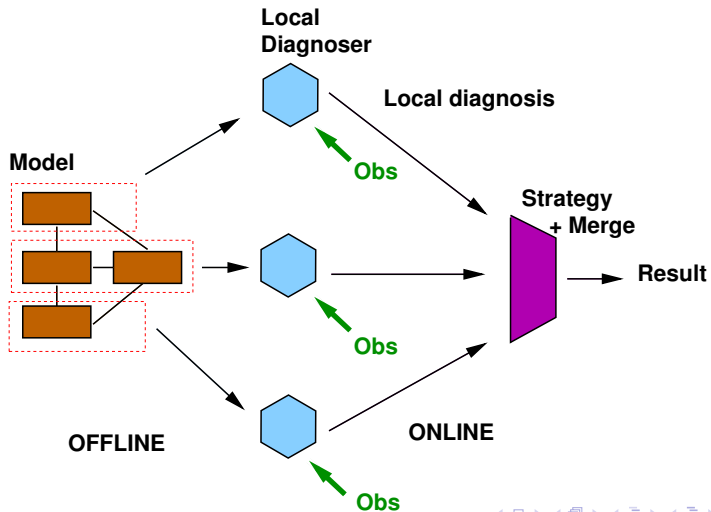 Local
Diagnoser
Local diagnosis
Model
Obs
Strategy
+ Merge
Result
Obs
OFFLINE
ONLINE
Obs